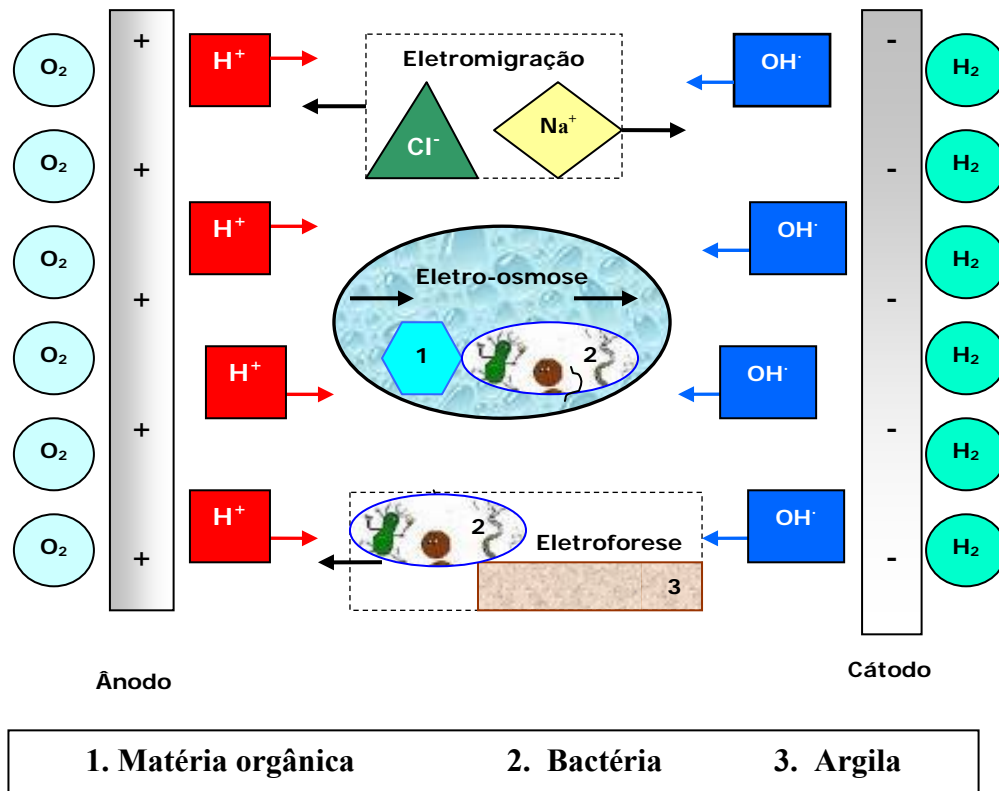 O₂ + H⁺ Eletromigração OH⁻ - H₂
Cl⁻ Na⁺
O₂ + - H₂
O₂ H⁺ OH⁻ H₂
Eletro-osmose
+ -
O₂ H⁺ 1 2 OH⁻ H₂
O₂ + - H₂
H⁺ 2 OH⁻
O₂ + Eletroforese - H₂
3
Ânodo Cátodo
1. Matéria orgânica 2. Bactéria 3. Argila